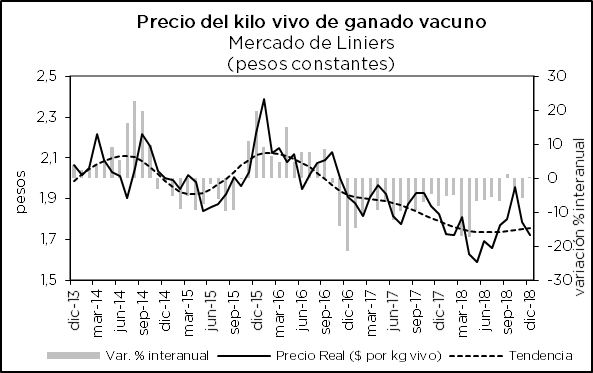 Precio del kilo vivo de ganado vacuno
Mercado de Liniers
(pesos constantes)
2,5
2,3
2,1
1,9
1,7
1,5
pesos
30
20
10
0
-10
-20
-30
variación % interanual
dic-13
mar-14
jun-14
sep-14
dic-14
mar-15
jun-15
sep-15
dic-15
mar-16
jun-16
sep-16
dic-16
mar-17
jun-17
sep-17
dic-17
mar-18
jun-18
sep-18
dic-18
Var. % interanual
Precio Real ($ por kg vivo)
Tendencia